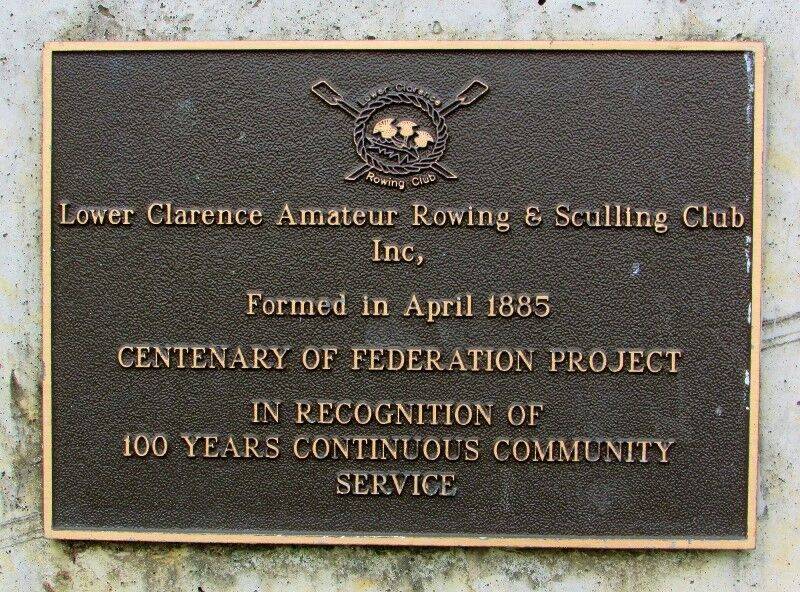 Lower Clarence
Rowing Club
Lower Clarence Amateur Rowing & Sculling Club
Inc,
Formed in April 1885
CENTENARY OF FEDERATION PROJECT
IN RECOGNITION OF
100 YEARS CONTINUOUS COMMUNITY
SERVICE